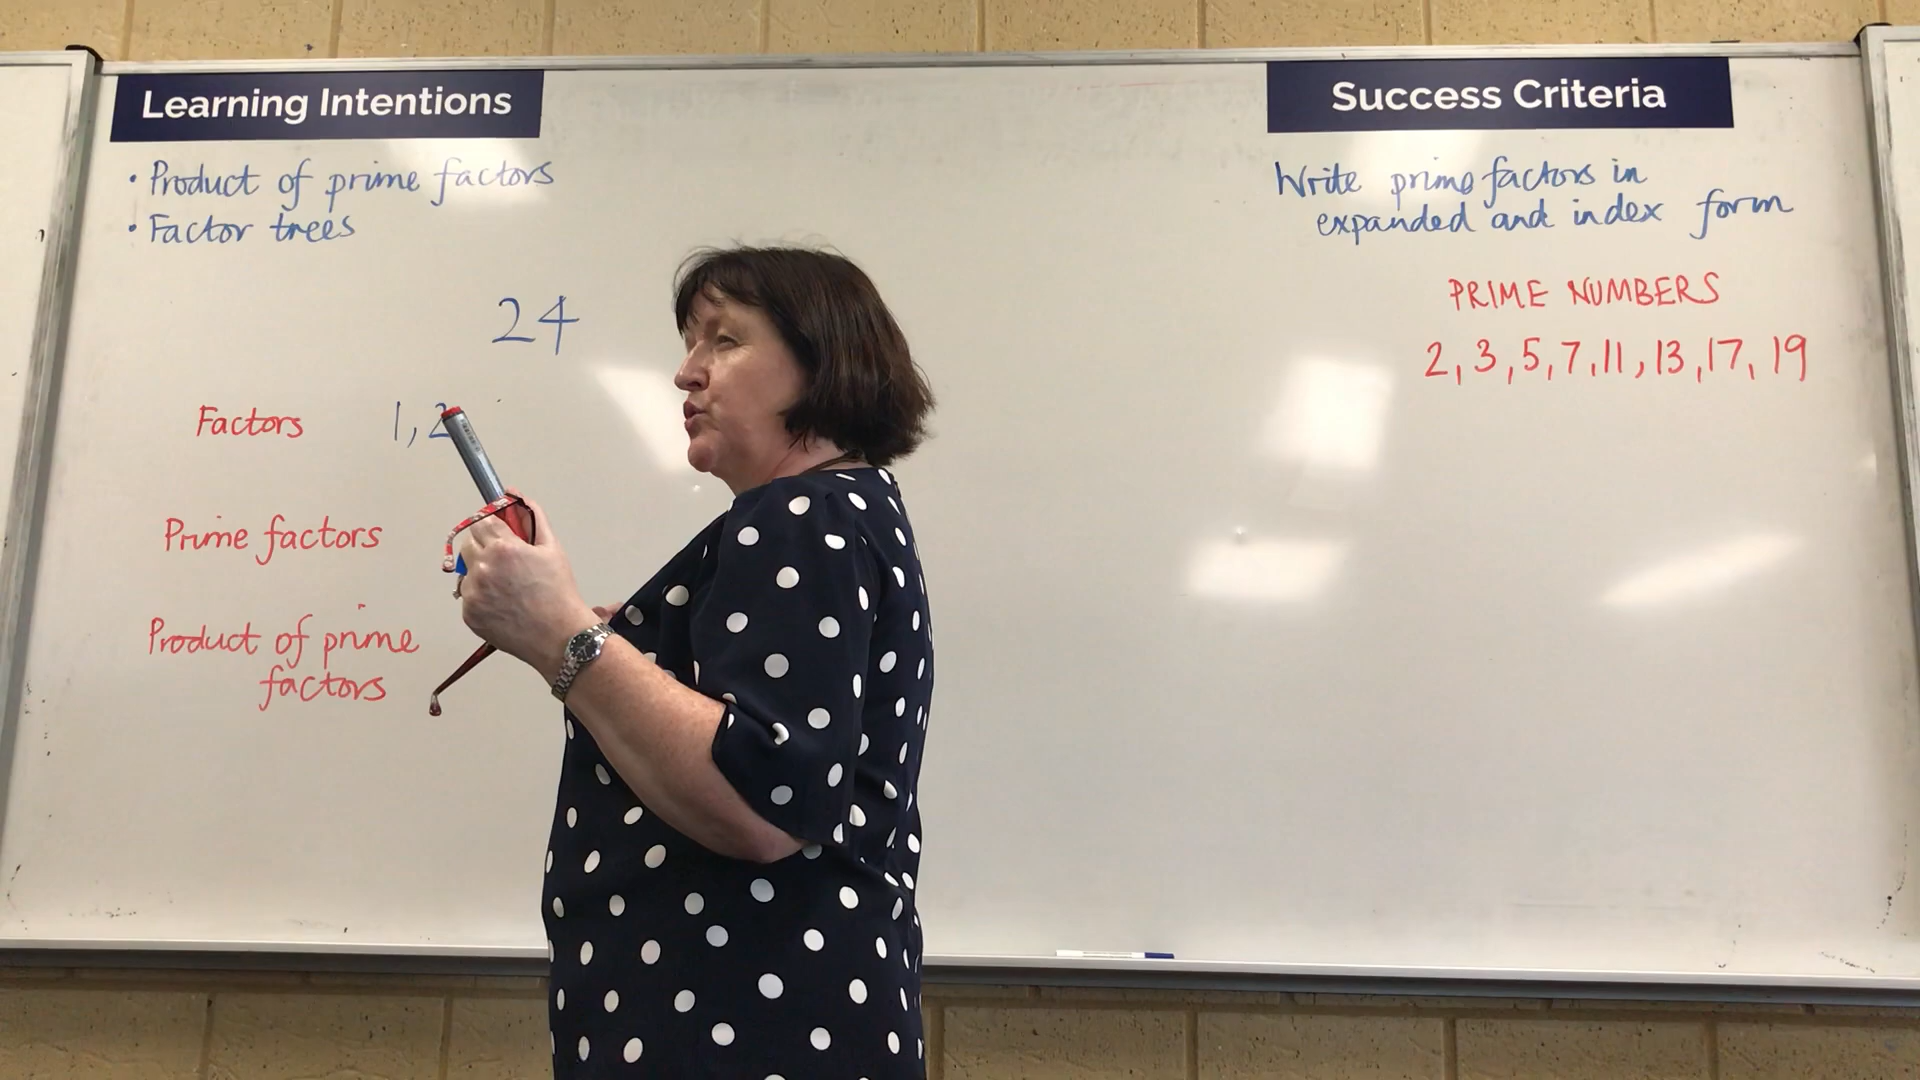 Learning Intentions
• Product of prime factors
• Factor trees
Success Criteria
Write prime factors in
expanded and index form
PRIME NUMBERS
2, 3, 5, 7, 11, 13, 17, 19
24
Factors 1, 2
Prime factors
Product of prime
factors